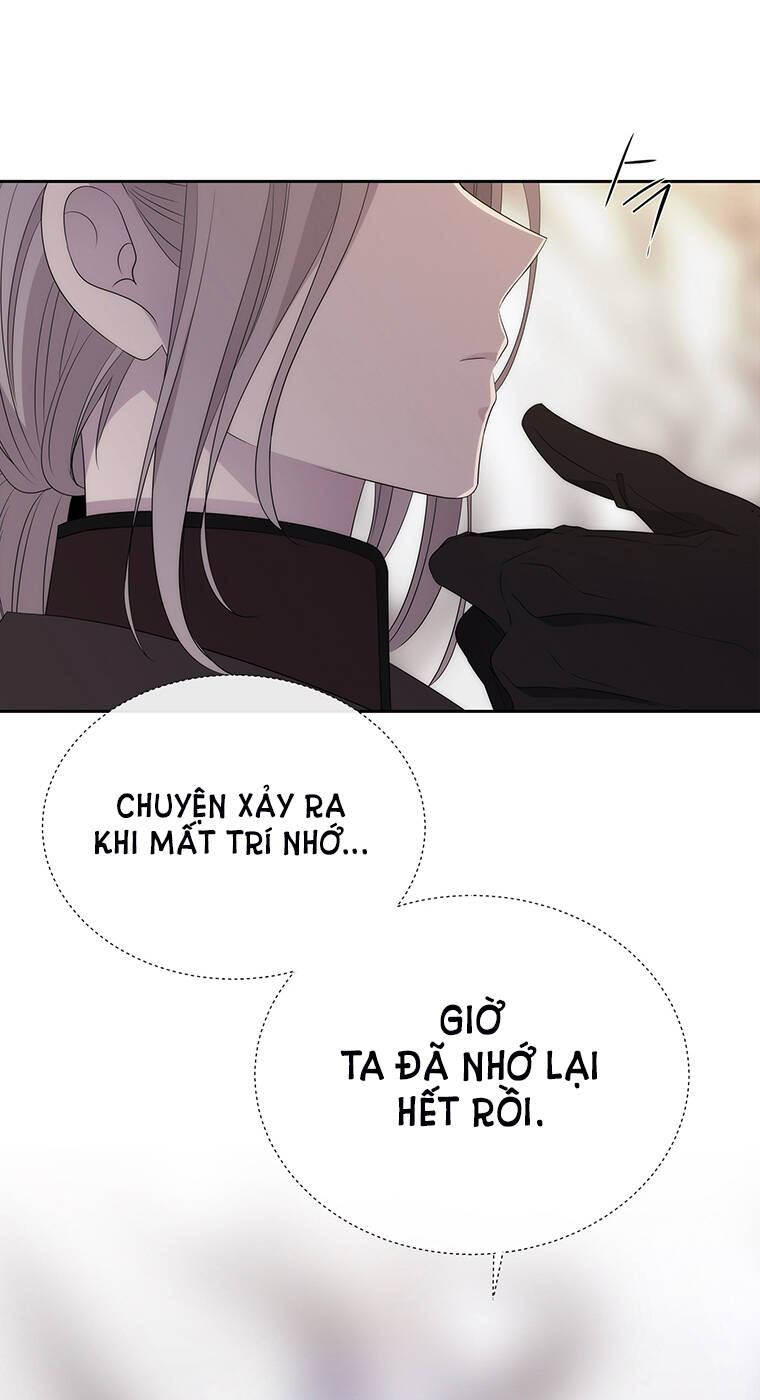 CHUYỆN XẢY RA
KHI MẤT TRÍ NHỚ...
GIỜ
TA ĐÃ NHỚ LẠI
HẾT RỒI.